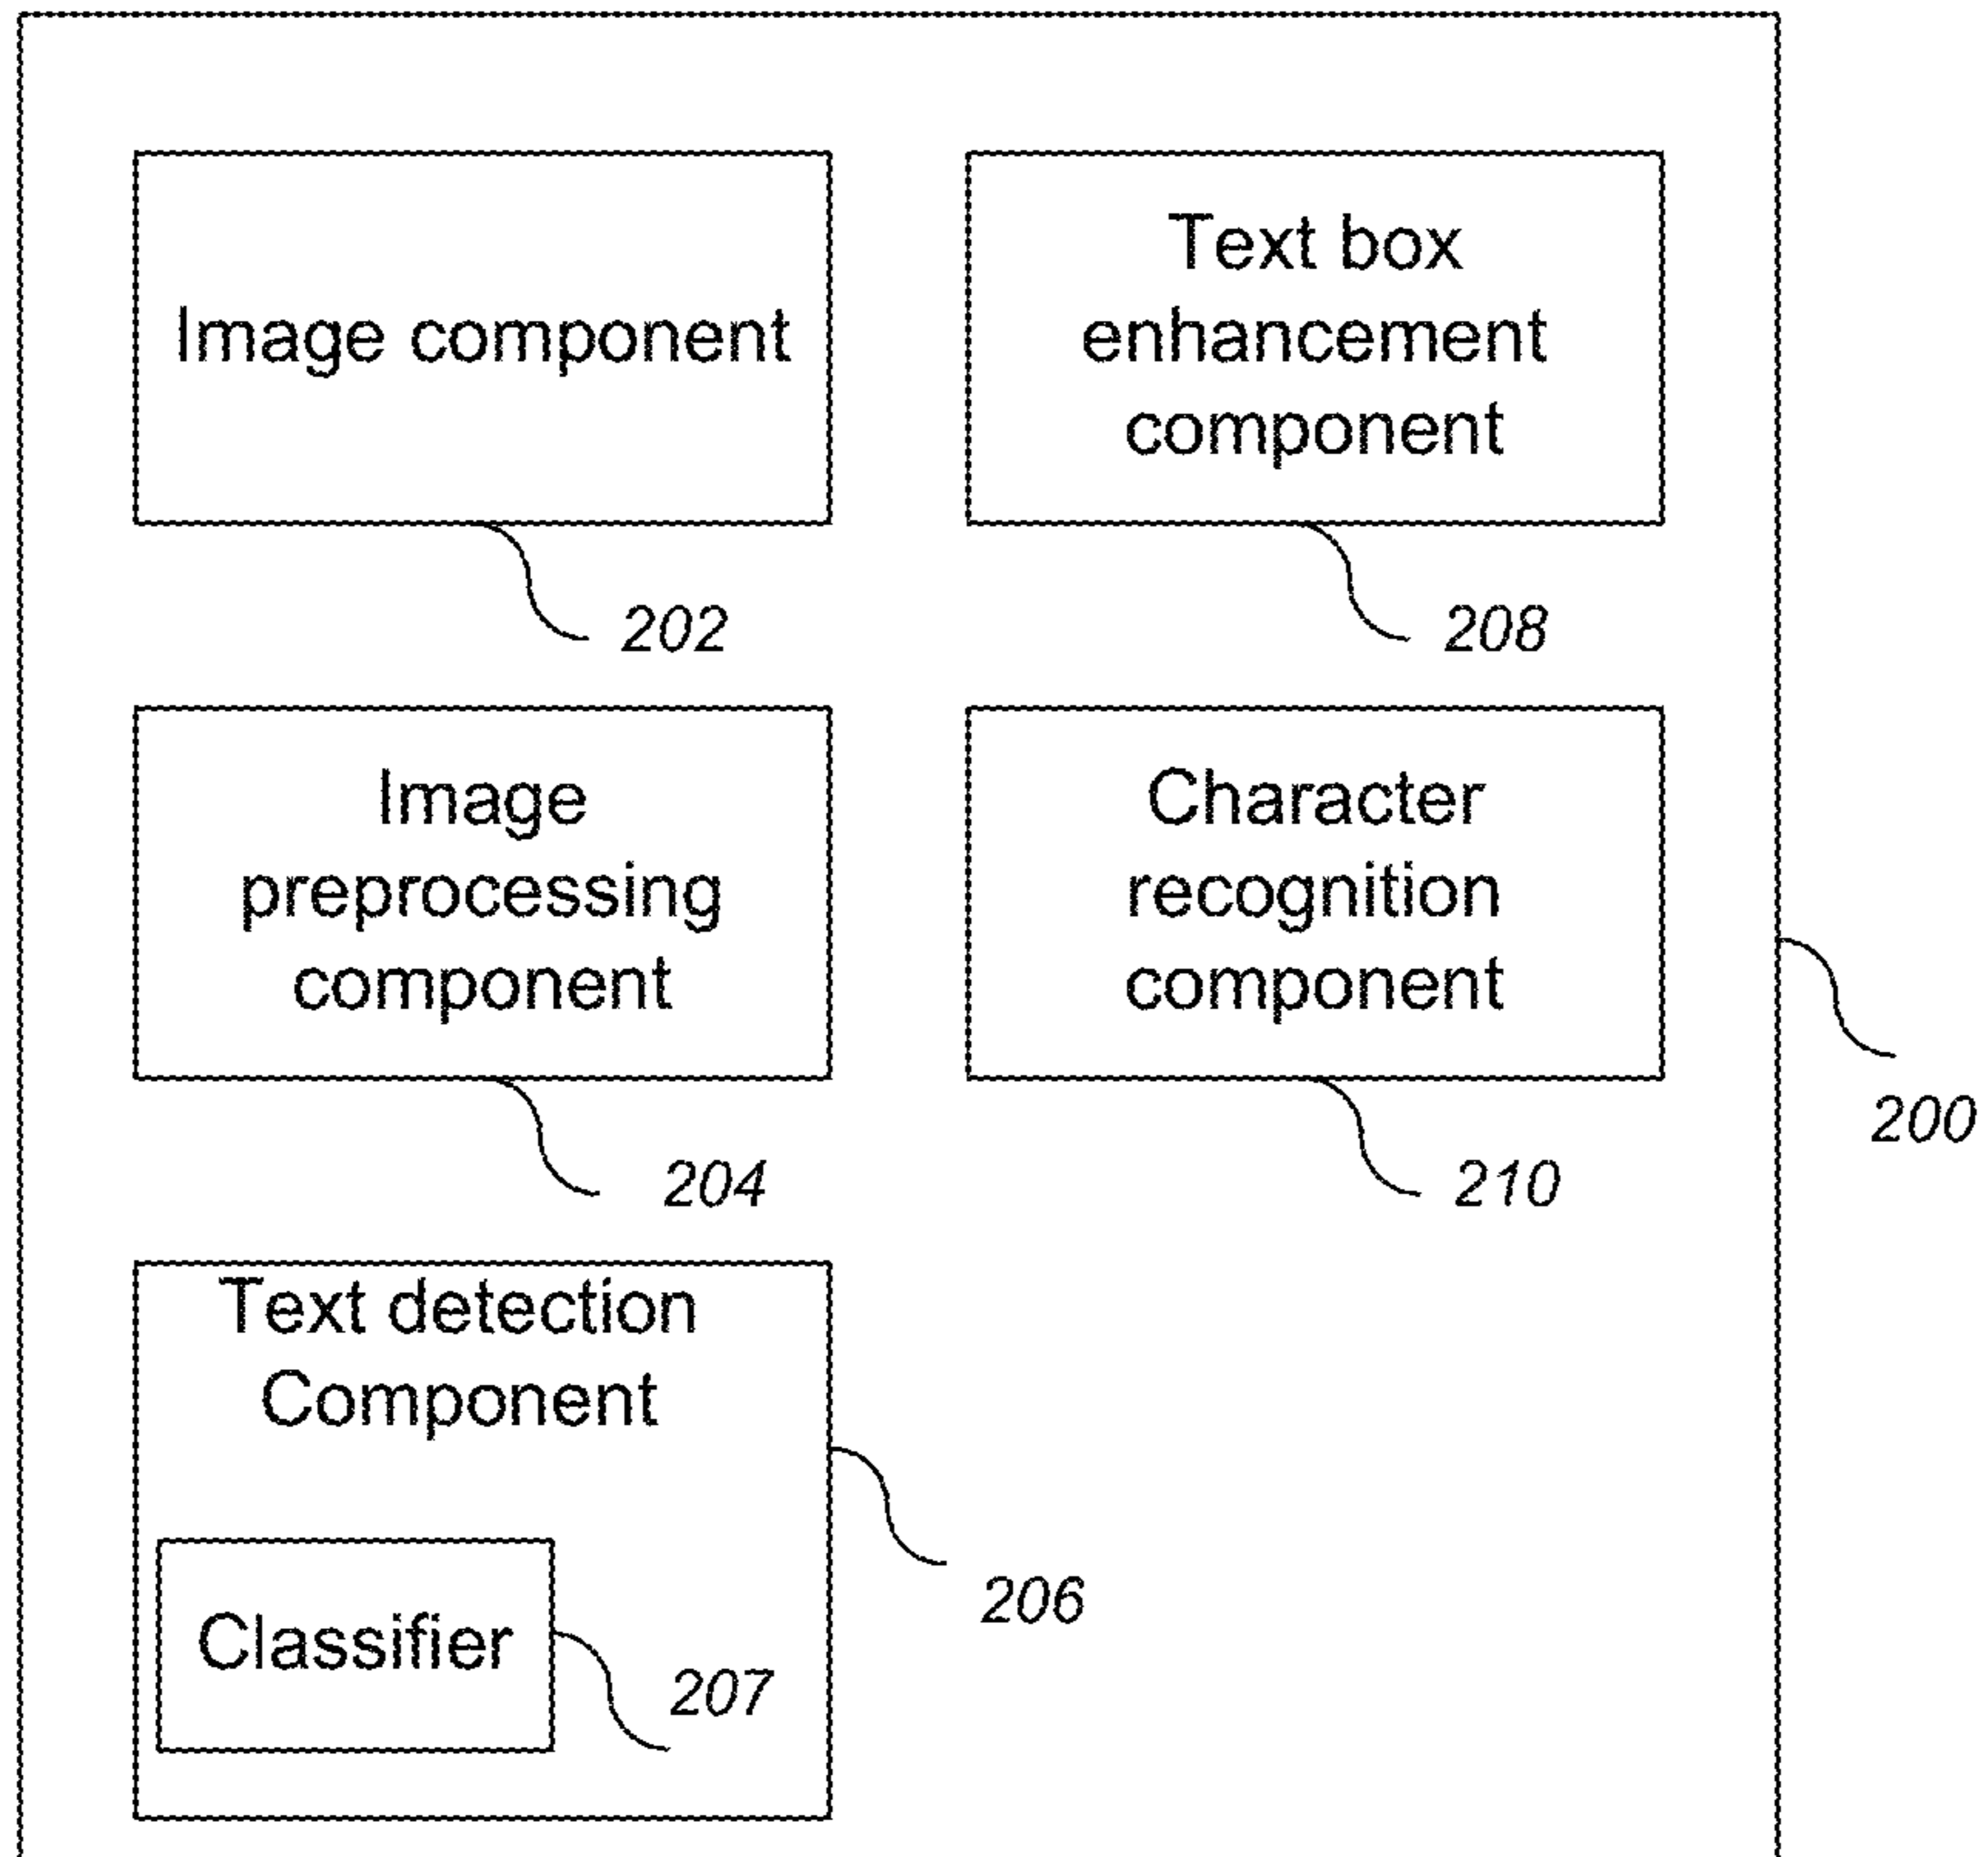 Image component
202
Text box
enhancement
component
208
Image
preprocessing
component
204
Character
recognition
component
210
200
Text detection
Component
206
Classifier
207